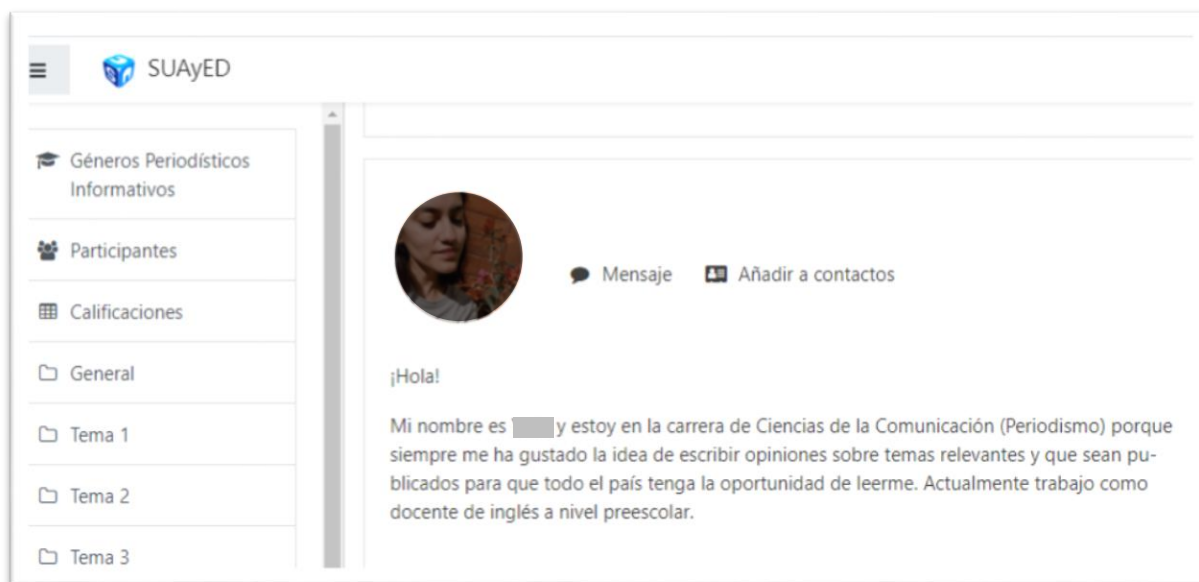 SUAyED
Géneros Periodísticos
Informativos
Participantes
Calificaciones
General
Tema 1
Tema 2
Tema 3
Mensaje
Añadir a contactos
¡Hola!
Mi nombre es y estoy en la carrera de Ciencias de la Comunicación (Periodismo) porque
siempre me ha gustado la idea de escribir opiniones sobre temas relevantes y que sean pu-
blicados para que todo el país tenga la oportunidad de leerme. Actualmente trabajo como
docente de inglés a nivel preescolar.